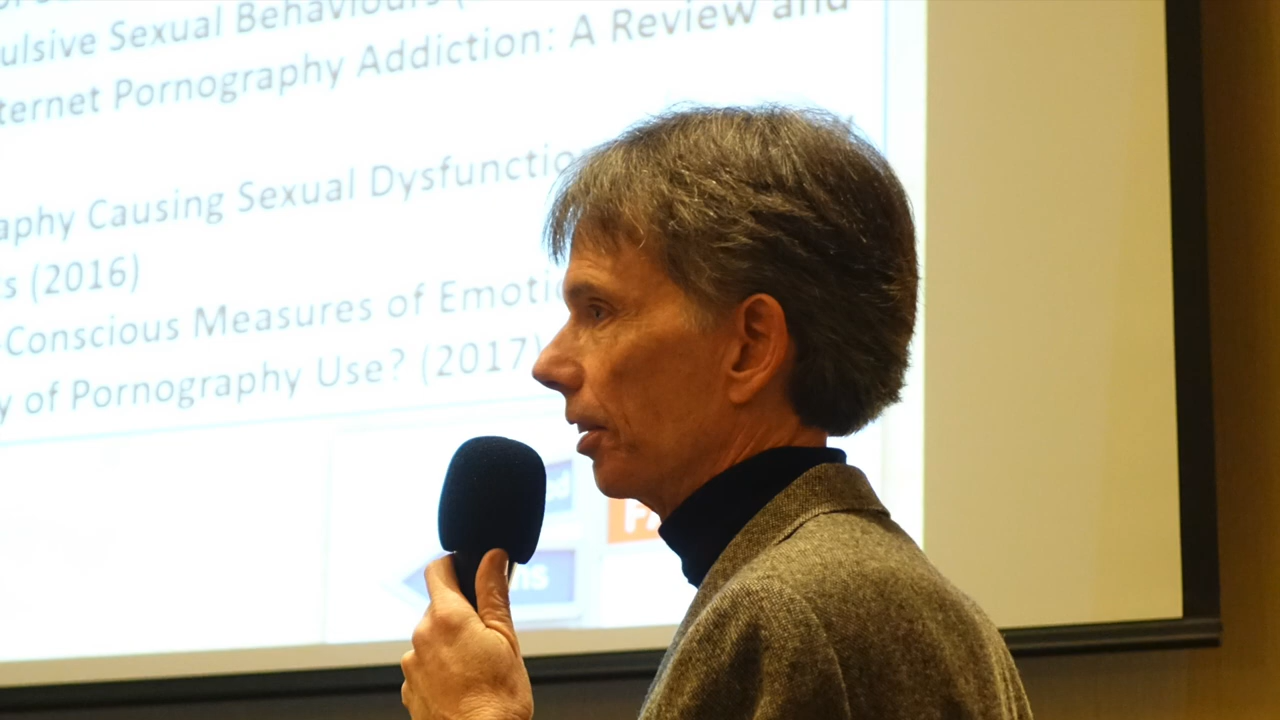 ulsive Sexual Behaviours
ternet Pornography Addiction: A Review and
aphy Causing Sexual Dysfunctio
s (2016)
-Conscious Measures of Emotio
y of Pornography Use? (2017)
ns